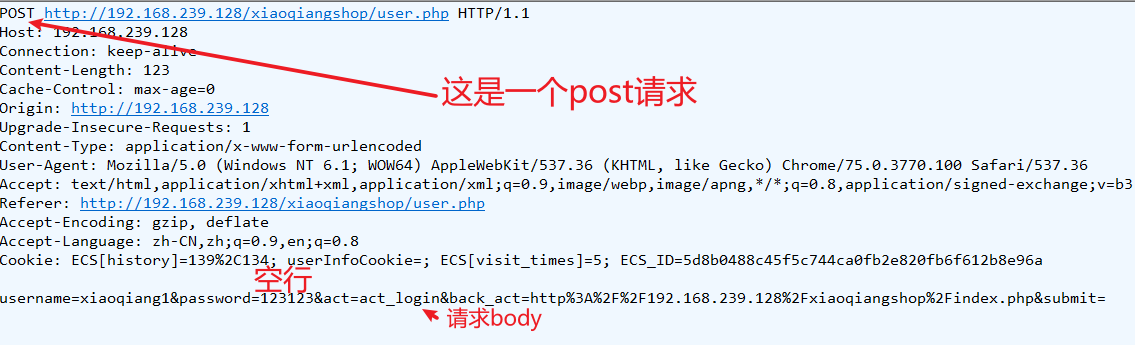 POST http://192.168.239.128/xiaoqiangshop/user.php HTTP/1.1
Host: 192.168.239.128
Connection: keep-alive
Content-Length: 123
这是一个post请求
Cache-Control: max-age=0
Origin: http://192.168.239.128
Upgrade-Insecure-Requests: 1
Content-Type: application/x-www-form-urlencoded
User-Agent: Mozilla/5.0 (Windows NT 6.1; WOW64) AppleWebKit/537.36 (KHTML, like Gecko) Chrome/75.0.3770.100 Safari/537.36
Accept: text/html,application/xhtml+xml,application/xml;q=0.9,image/webp,image/apng,*/*;q=0.8,application/signed-exchange;v=b3
Referer: http://192.168.239.128/xiaoqiangshop/user.php
Accept-Encoding: gzip, deflate
Accept-Language: zh-CN,zh;q=0.9,en;q=0.8
Cookie: ECS[history]=139%2C134; userInfoCookie=; ECS[visit_times]=5; ECS_ID=5d8b0488c45f5c744ca0fb2e820fb6f612b8e96a
空行
username=xiaoqiang1&password=123123&act=act_login&back_act=http%3A%2F%2F192.168.239.128%2Fxiaoqiangshop%2Findex.php&submit=
请求body